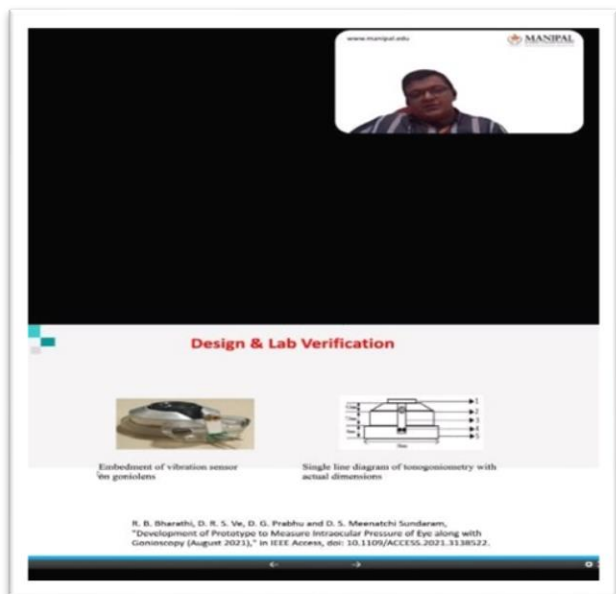 www.manipal.edu
MANIPAL
Design & Lab Verification
Embedment of vibration sensor
on goniolens
Single line diagram of tonogoniometry with
actual dimensions
R. B. Bharathi, D. R. S. Ve, D. G. Prabhu and D. S. Meenatchi Sundaram,
"Development of Prototype to Measure Intraocular Pressure of Eye along with
Gonioscopy (August 2021)," in IEEE Access, doi: 10.1109/ACCESS.2021.3138522.